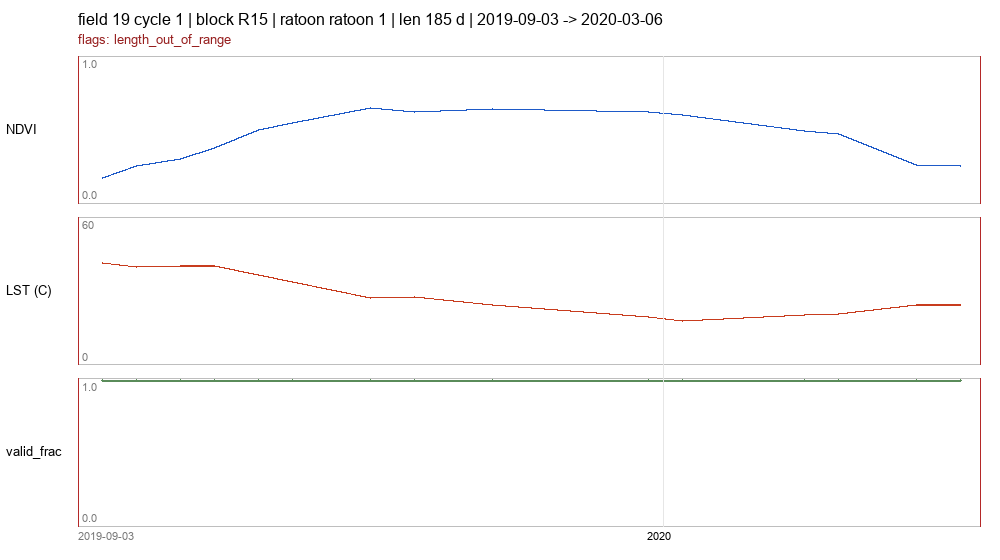 field 19 cycle 1 | block R15 | ratoon ratoon 1 | len 185 d | 2019-09-03 -> 2020-03-06
flags: length_out_of_range
1.0
NDVI
0.0
60
LST (C)
0
1.0
valid_frac
0.0
2019-09-03 2020